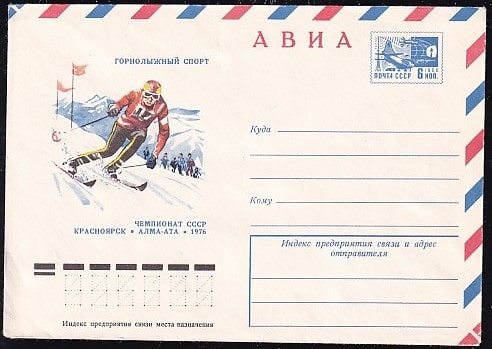 АВИА
ПОЧТА СССР 6 КОП.
ГОРНОЛЫЖНЫЙ СПОРТ
17
ЧЕМПИОНАТ СССР
КРАСНОЯРСК • АЛМА-АТА • 1976
Куда
Кому
Индекс предприятия связи и адрес
отправителя
Индекс предприятия связи места назначения